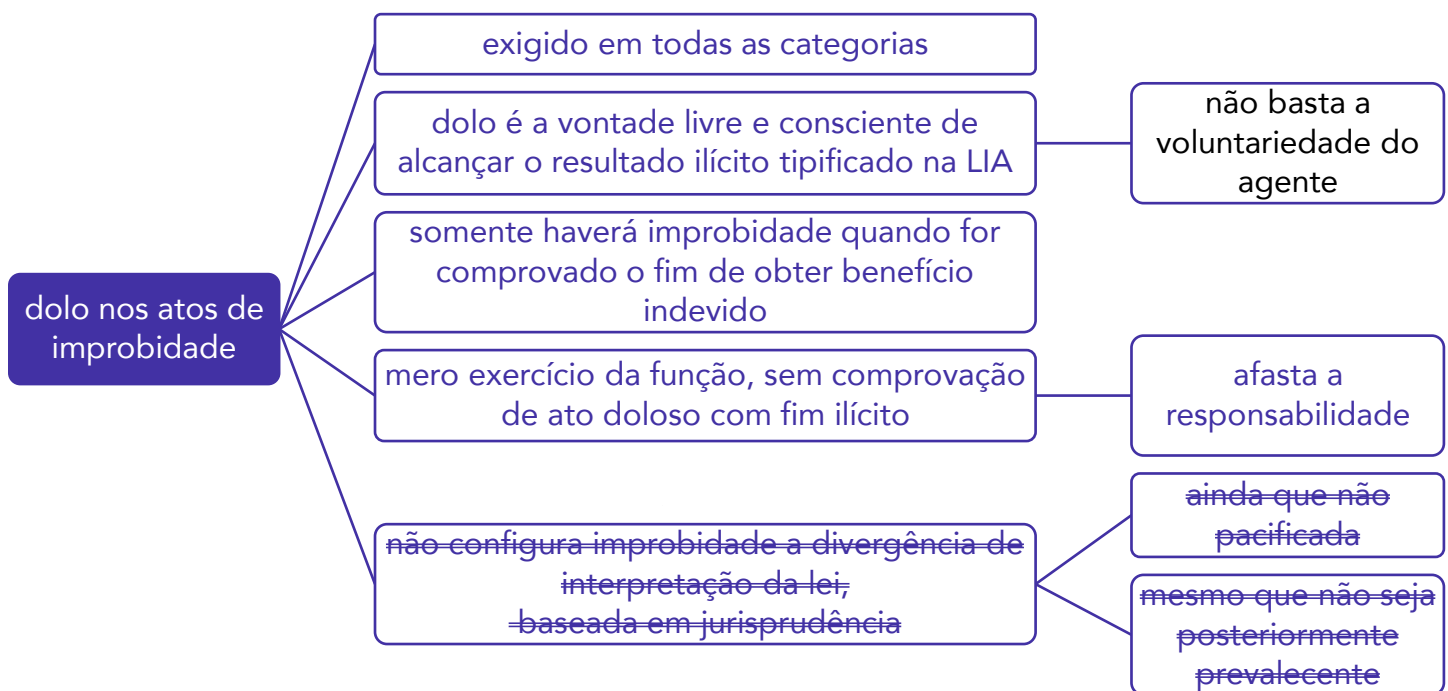 dolo nos atos de
improbidade
exigido em todas as categorias
dolo é a vontade livre e consciente de
alcançar o resultado ilícito tipificado na LIA
não basta a
voluntariedade do
agente
somente haverá improbidade quando for
comprovado o fim de obter benefício
indevido
mero exercício da função, sem comprovação
de ato doloso com fim ilícito
afasta a
responsabilidade
não configura improbidade a divergência de
interpretação da lei,
baseada em jurisprudência
ainda que não
pacificada
mesmo que não seja
posteriormente
prevalecente